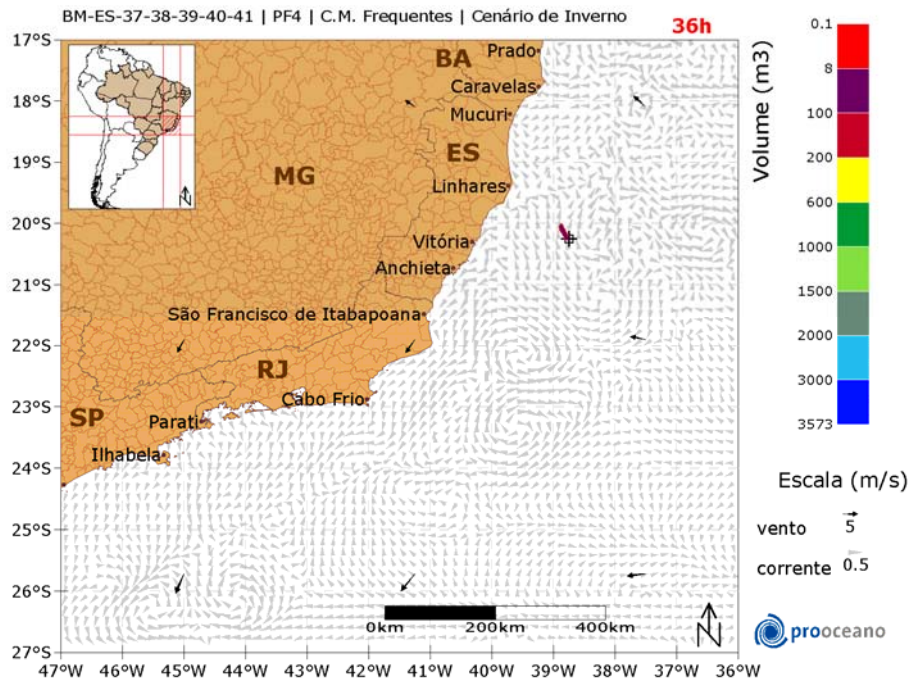 BM-ES-37-38-39-40-41 | PF4 | C.M. Frequentes | Cenário de Inverno
36h
17°S
18°S
19°S
20°S
21°S
22°S
23°S
24°S
25°S
26°S
27°S
BA
Prado
Caravelas
Mucuri
ES
MG
Linhares
Vitória
Anchieta
São Francisco de Itabapoana
RJ
Cabo Frio
SP
Parati
Ilhabela
N
0km
200km
400km
N
47°W
46°W
45°W
44°W
43°W
42°W
41°W
40°W
39°W
38°W
37°W
36°W
Volume (m3)
0.1
8
100
200
600
1000
1500
2000
3000
3573
Escala (m/s)
vento 5
corrente 0.5
prooceano